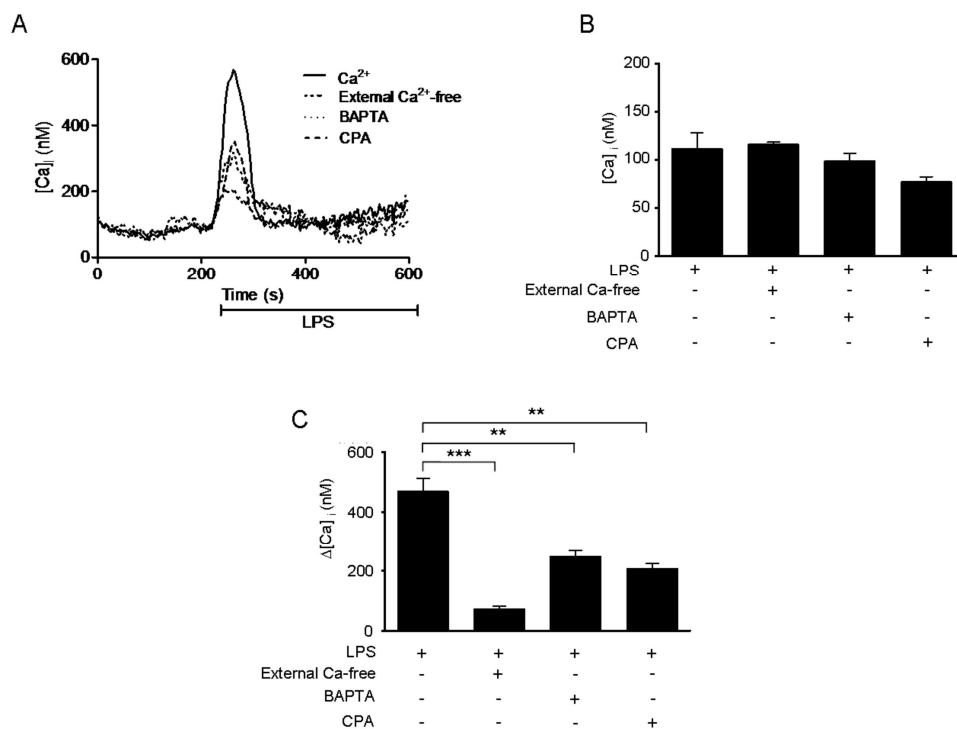 A
[Ca]i (nM)
600
400
200
0
Ca²⁺
External Ca²⁺-free
BAPTA
CPA
0 200 400 600
Time (s)
LPS
B
[Ca] i (nM)
200
150
100
50
0
LPS + + + +
External Ca-free - + - -
BAPTA - - + -
CPA - - - +
C
Δ[Ca] i (nM)
**
**
***
600
400
200
0
LPS + + + +
External Ca-free - + - -
BAPTA - - + -
CPA - - - +